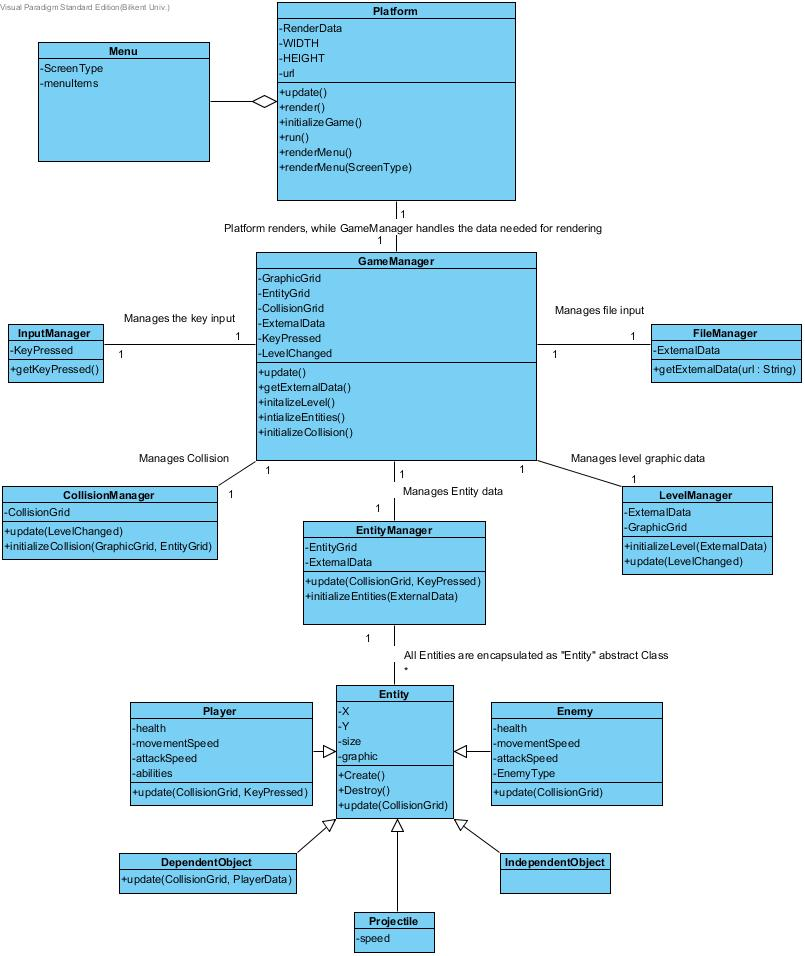 Visual Paradigm Standard Edition(Bilkent Univ.)
Platform
-RenderData
-WIDTH
-HEIGHT
-url
+update()
+render()
+initializeGame()
+run()
+renderMenu()
+renderMenu(ScreenType)
Menu
-ScreenType
-menuItems
1
Platform renders, while GameManager handles the data needed for rendering
1
GameManager
-GraphicGrid
-EntityGrid
-CollisionGrid
-ExternalData
-KeyPressed
-LevelChanged
+update()
+getExternalData()
+initalizeLevel()
+intializeEntities()
+initializeCollision()
Manages the key input
1
1
InputManager
-KeyPressed
+getKeyPressed()
Manages file input
1
1
FileManager
-ExternalData
+getExternalData(url : String)
Manages Collision
1
1
CollisionManager
-CollisionGrid
+update(LevelChanged)
+initializeCollision(GraphicGrid, EntityGrid)
1
Manages Entity data
1
EntityManager
-EntityGrid
-ExternalData
+update(CollisionGrid, KeyPressed)
+initializeEntities(ExternalData)
Manages level graphic data
1
1
LevelManager
-ExternalData
-GraphicGrid
+initializeLevel(ExternalData)
+update(LevelChanged)
1
All Entities are encapsulated as "Entity" abstract Class
*
Entity
-X
-Y
-size
-graphic
+Create()
+Destroy()
+update(CollisionGrid)
Player
-health
-movementSpeed
-attackSpeed
-abilities
+update(CollisionGrid, KeyPressed)
Enemy
-health
-movementSpeed
-attackSpeed
-EnemyType
+update(CollisionGrid)
DependentObject
+update(CollisionGrid, PlayerData)
IndependentObject
Projectile
-speed